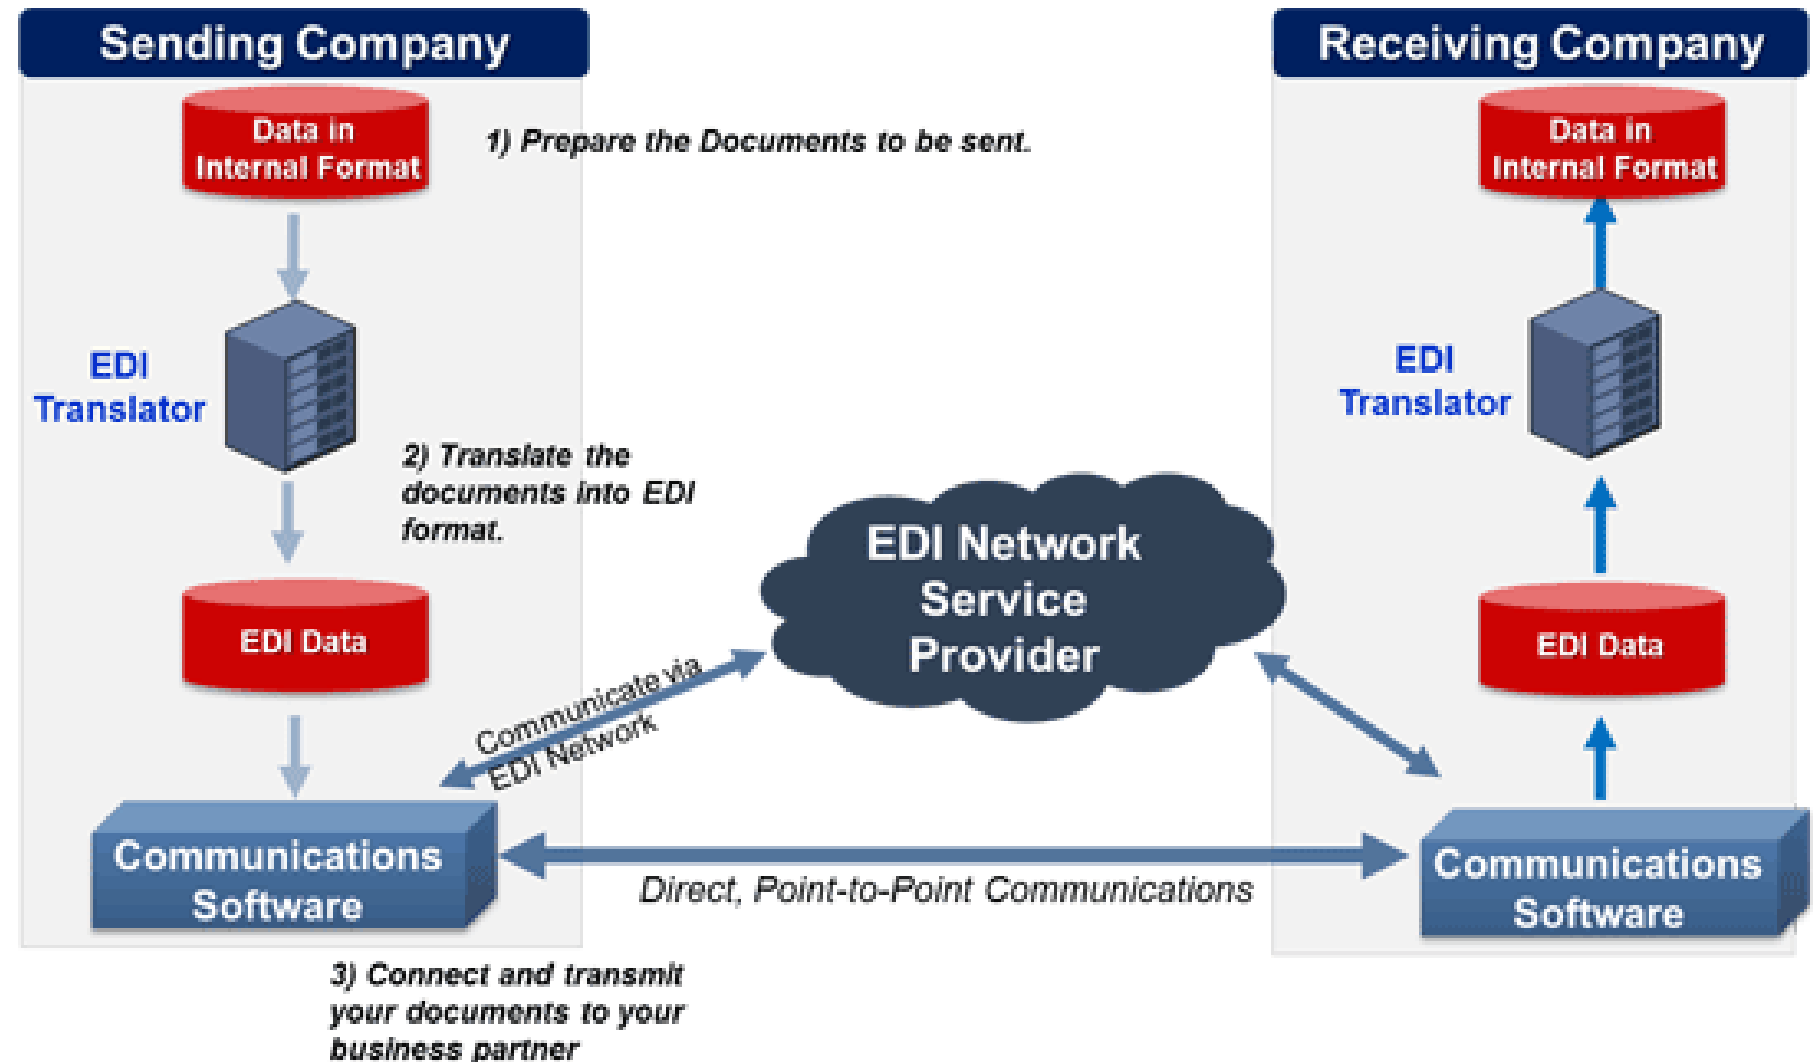 Sending Company
Receiving Company
Data in
Internal Format
1) Prepare the Documents to be sent.
Data in
Internal Format
EDI
Translator
EDI
Translator
2) Translate the
documents into EDI
format.
EDI Network
Service
Provider
EDI Data
EDI Data
Communicate via
EDI Network
Communications
Software
Direct, Point-to-Point Communications
Communications
Software
3) Connect and transmit
your documents to your
business partner